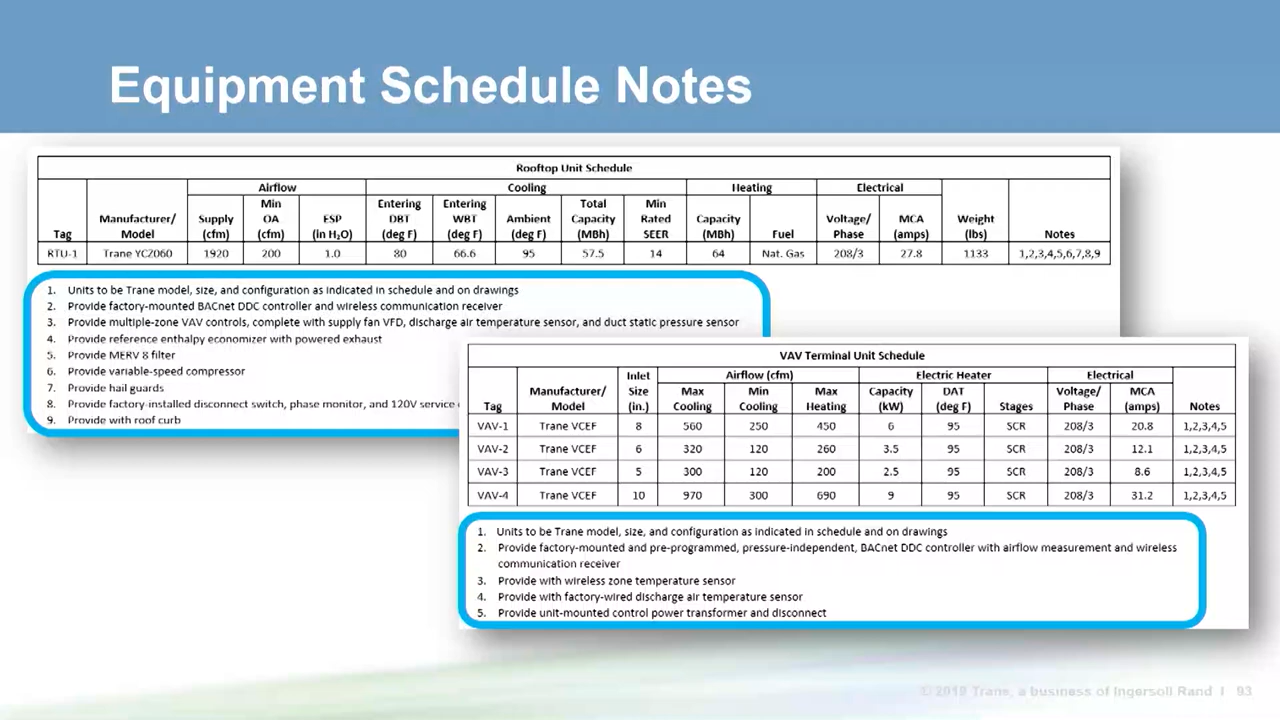 Equipment Schedule Notes
Rooftop Unit Schedule
Airflow Cooling Heating Electrical
Tag Manufacturer/ Model Supply (cfm) Min OA (cfm) ESP (in H₂O) Entering DBT (deg F) Entering WBT (deg F) Ambient (deg F) Total Capacity (MBh) Min Rated SEER Capacity (MBh) Fuel Voltage/ Phase MCA (amps) Weight (lbs) Notes
RTU-1 Trane YCZ060 1920 200 1.0 80 66.6 95 57.5 14 64 Nat. Gas 208/3 27.8 1133 1,2,3,4,5,6,7,8,9
1. Units to be Trane model, size, and configuration as indicated in schedule and on drawings
2. Provide factory-mounted BACnet DDC controller and wireless communication receiver
3. Provide multiple-zone VAV controls, complete with supply fan VFD, discharge air temperature sensor, and duct static pressure sensor
4. Provide reference enthalpy economizer with powered exhaust
5. Provide MERV 8 filter
6. Provide variable-speed compressor
7. Provide hail guards
8. Provide factory-installed disconnect switch, phase monitor, and 120V service
9. Provide with roof curb
VAV Terminal Unit Schedule
Airflow (cfm) Electric Heater Electrical
Tag Manufacturer/ Model Inlet Size (in.) Max Cooling Min Cooling Max Heating Capacity (kW) DAT (deg F) Stages Voltage/ Phase MCA (amps) Notes
VAV-1 Trane VCEF 8 560 250 450 6 95 SCR 208/3 20.8 1,2,3,4,5
VAV-2 Trane VCEF 6 320 120 260 3.5 95 SCR 208/3 12.1 1,2,3,4,5
VAV-3 Trane VCEF 5 300 120 200 2.5 95 SCR 208/3 8.6 1,2,3,4,5
VAV-4 Trane VCEF 10 970 300 690 9 95 SCR 208/3 31.2 1,2,3,4,5
1. Units to be Trane model, size, and configuration as indicated in schedule and on drawings
2. Provide factory-mounted and pre-programmed, pressure-independent, BACnet DDC controller with airflow measurement and wireless
communication receiver
3. Provide with wireless zone temperature sensor
4. Provide with factory-wired discharge air temperature sensor
5. Provide unit-mounted control power transformer and disconnect
© 2019 Trane, a business of Ingersoll Rand | 93